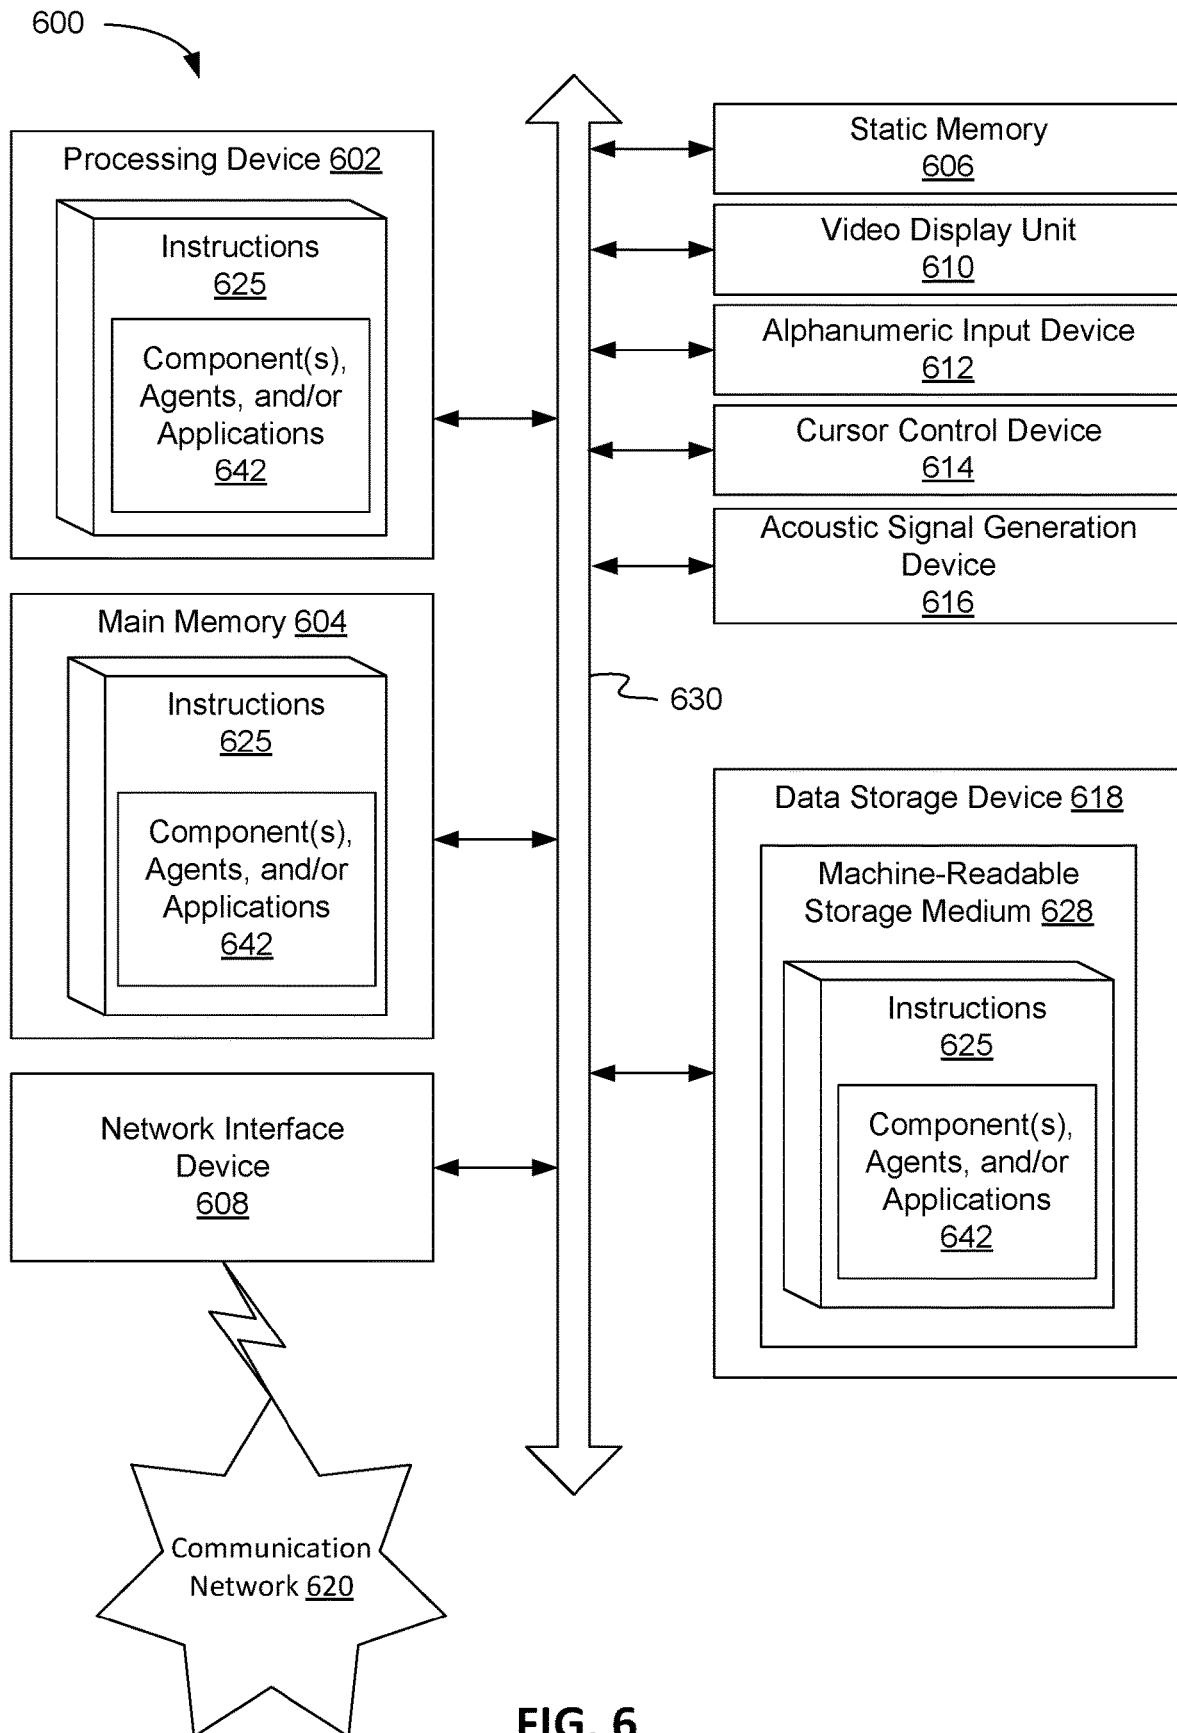 600
Processing Device 602
Instructions
625
Component(s),
Agents, and/or
Applications
642
Main Memory 604
Instructions
625
Component(s),
Agents, and/or
Applications
642
Network Interface
Device
608
Communication
Network 620
Static Memory
606
Video Display Unit
610
Alphanumeric Input Device
612
Cursor Control Device
614
Acoustic Signal Generation
Device
616
630
Data Storage Device 618
Machine-Readable
Storage Medium 628
Instructions
625
Component(s),
Agents, and/or
Applications
642
FIG. 6